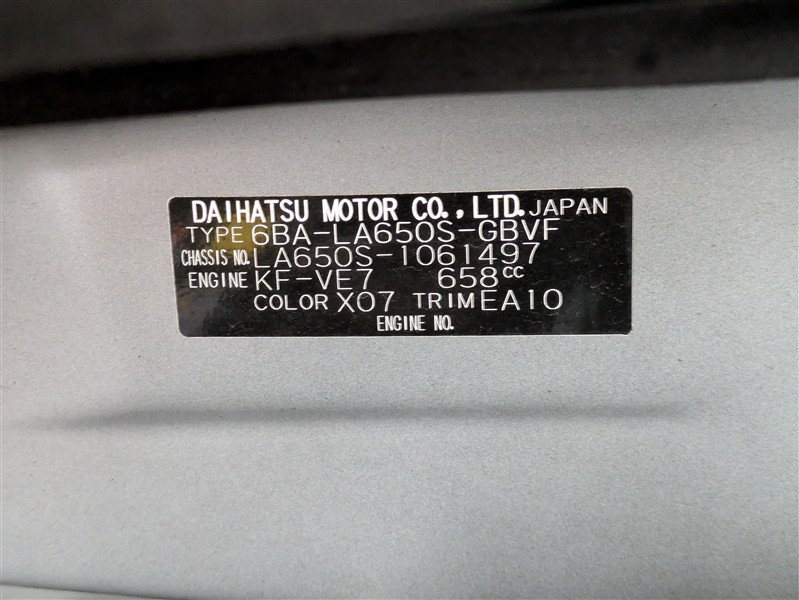 DAIHATSU MOTOR CO., LTD. JAPAN
TYPE 6BA-LA650S-GBVF
CHASSIS NO. LA650S-1061497
ENGINE KF-VE7 658CC
COLOR X07 TRIM EA10
ENGINE NO.